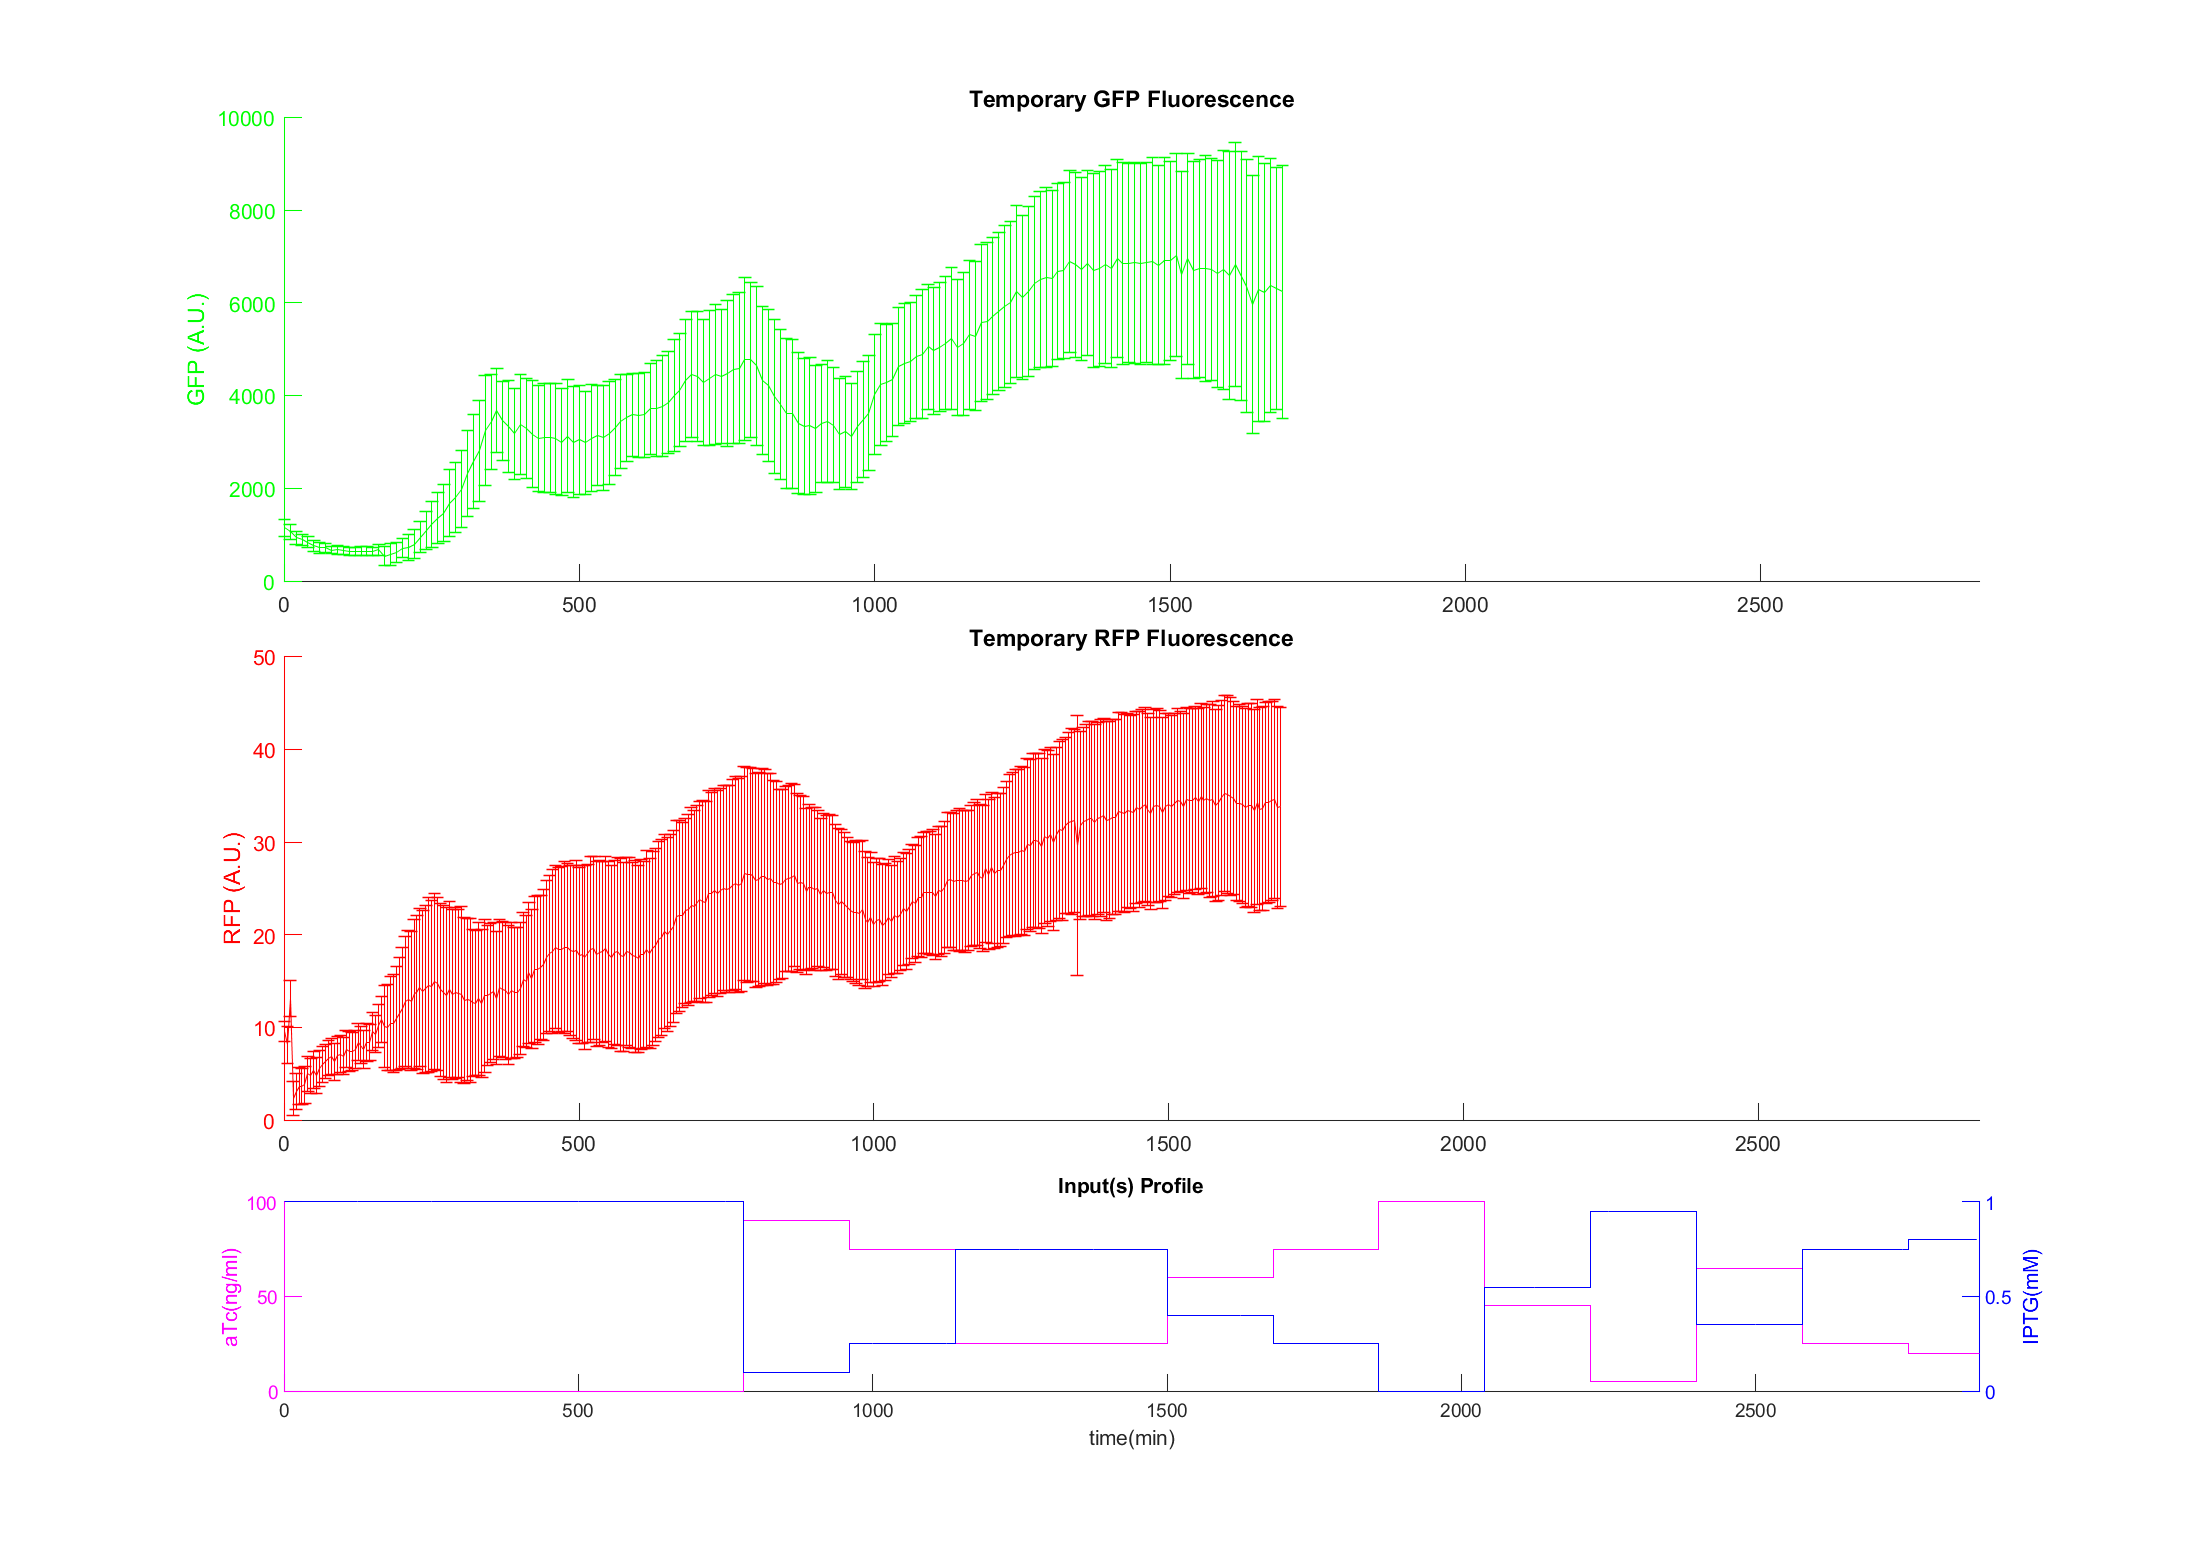 Temporary GFP Fluorescence
10000
8000
6000
4000
2000
0
GFP (A.U.)
0 500 1000 1500 2000 2500
Temporary RFP Fluorescence
50
40
30
20
10
0
RFP (A.U.)
0 500 1000 1500 2000 2500
Input(s) Profile
100
50
0
aTc(ng/ml)
1
0.5
0
IPTG(mM)
0 500 1000 1500 2000 2500
time(min)